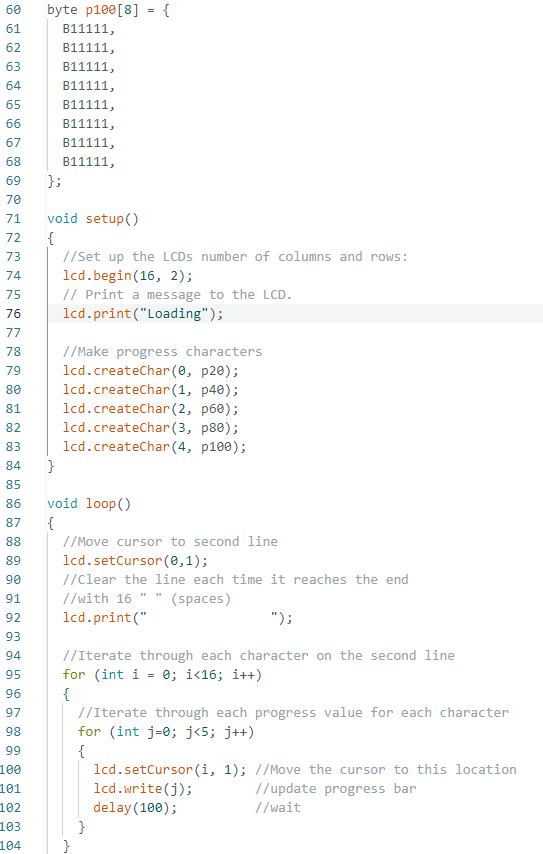 60 byte p100[8] = {
61   B11111,
62   B11111,
63   B11111,
64   B11111,
65   B11111,
66   B11111,
67   B11111,
68   B11111,
69 };
70
71 void setup()
72 {
73   //Set up the LCDs number of columns and rows:
74   lcd.begin(16, 2);
75   // Print a message to the LCD.
76   lcd.print("Loading");
77
78   //Make progress characters
79   lcd.createChar(0, p20);
80   lcd.createChar(1, p40);
81   lcd.createChar(2, p60);
82   lcd.createChar(3, p80);
83   lcd.createChar(4, p100);
84 }
85
86 void loop()
87 {
88   //Move cursor to second line
89   lcd.setCursor(0,1);
90   //Clear the line each time it reaches the end
91   //with 16 " " (spaces)
92   lcd.print("                ");
93
94   //Iterate through each character on the second line
95   for (int i = 0; i<16; i++)
96   {
97     //Iterate through each progress value for each character
98     for (int j=0; j<5; j++)
99     {
100       lcd.setCursor(i, 1); //Move the cursor to this location
101       lcd.write(j);        //update progress bar
102       delay(100);          //wait
103     }
104   }